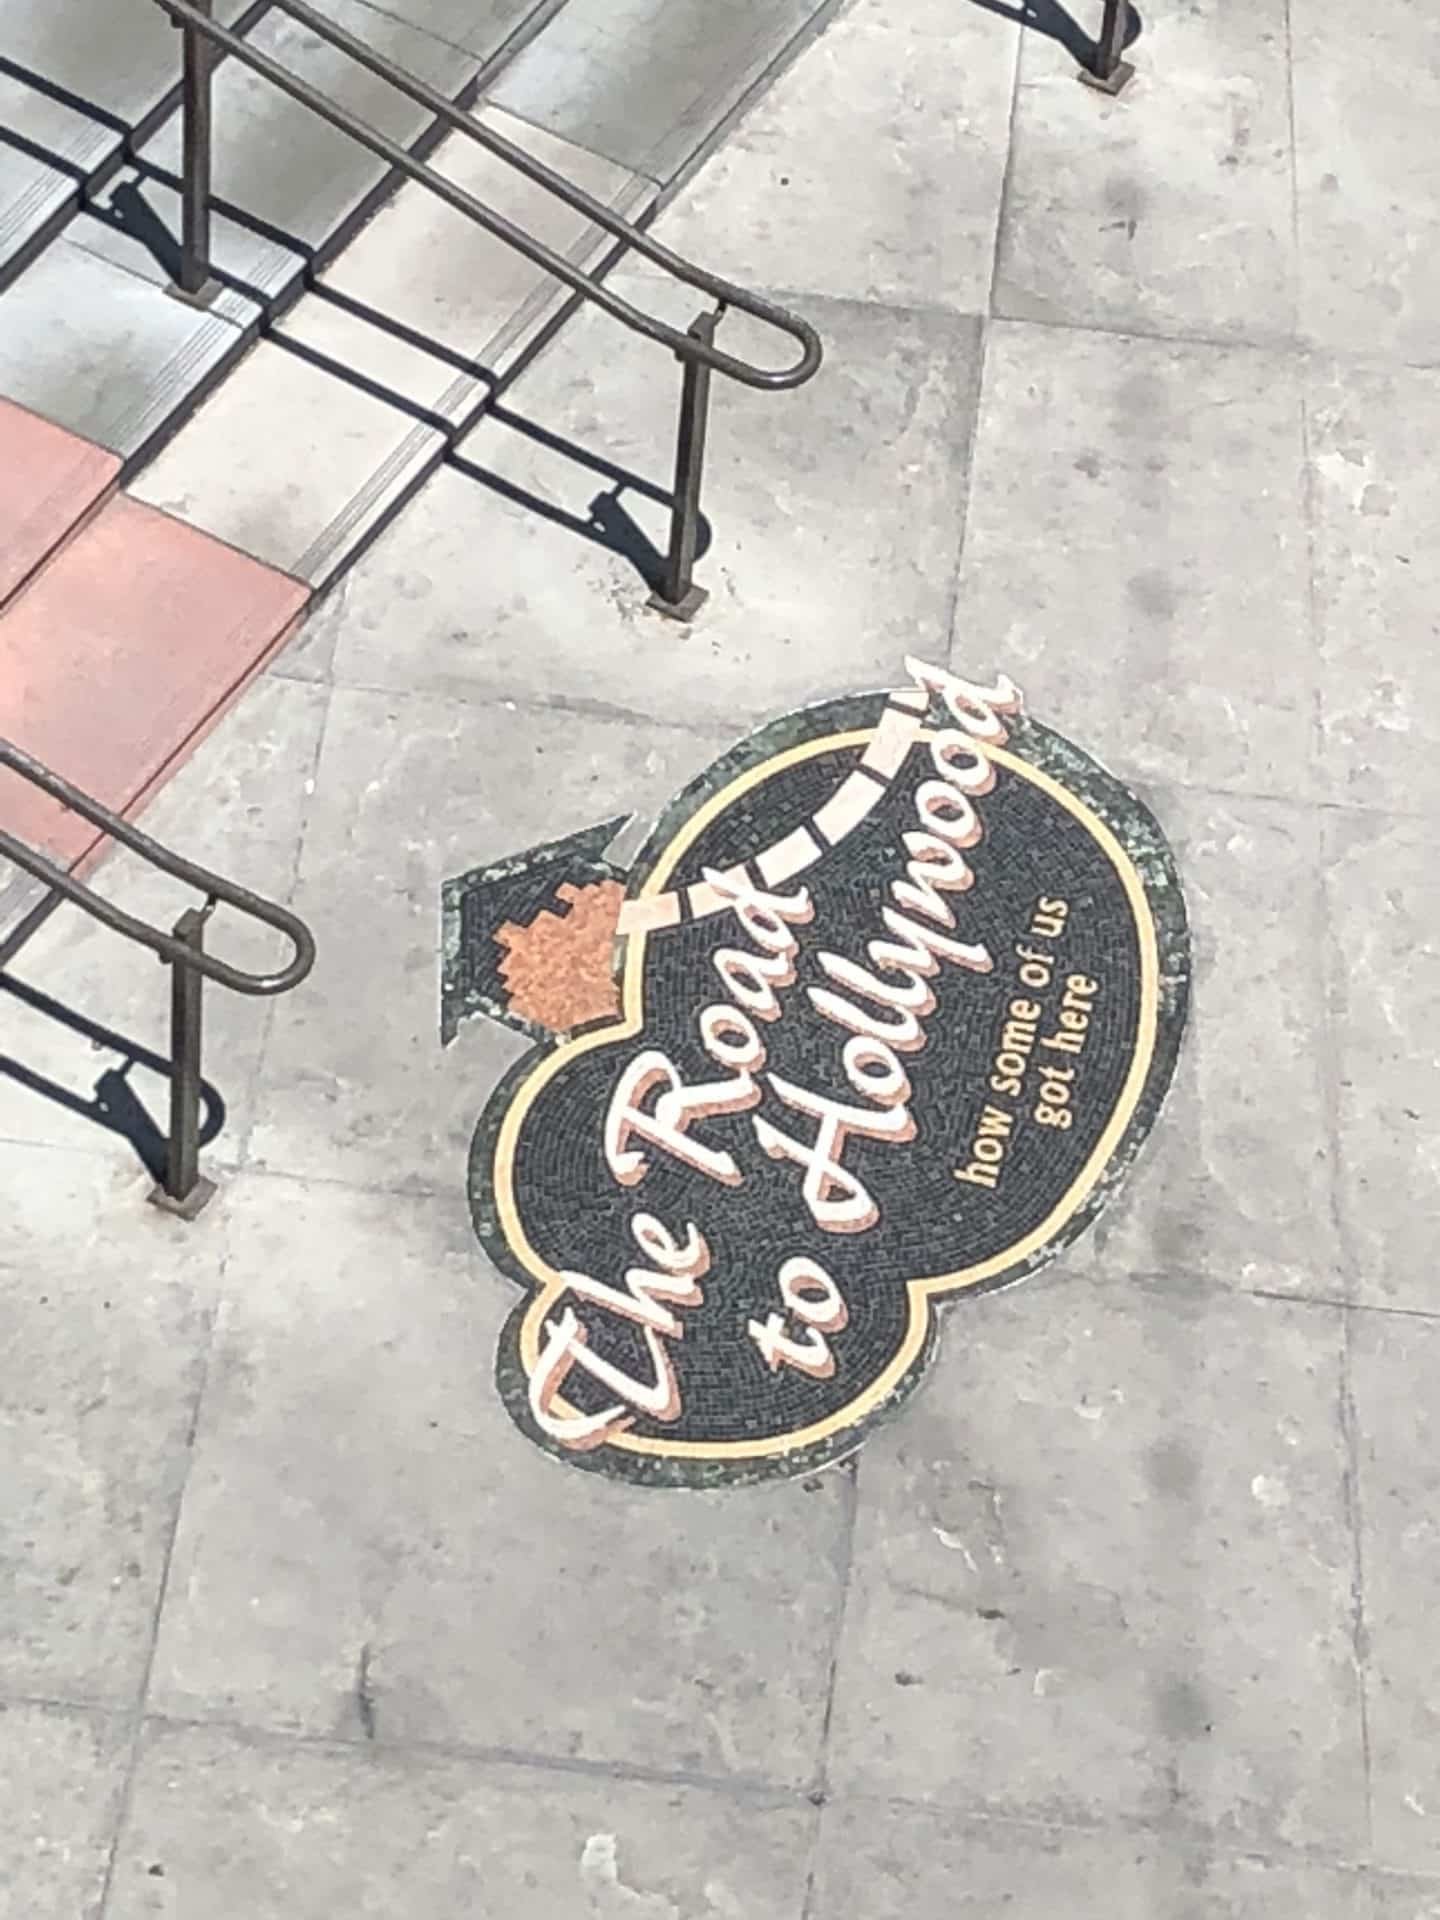 The Road
to Hollywood
how some of us
got here